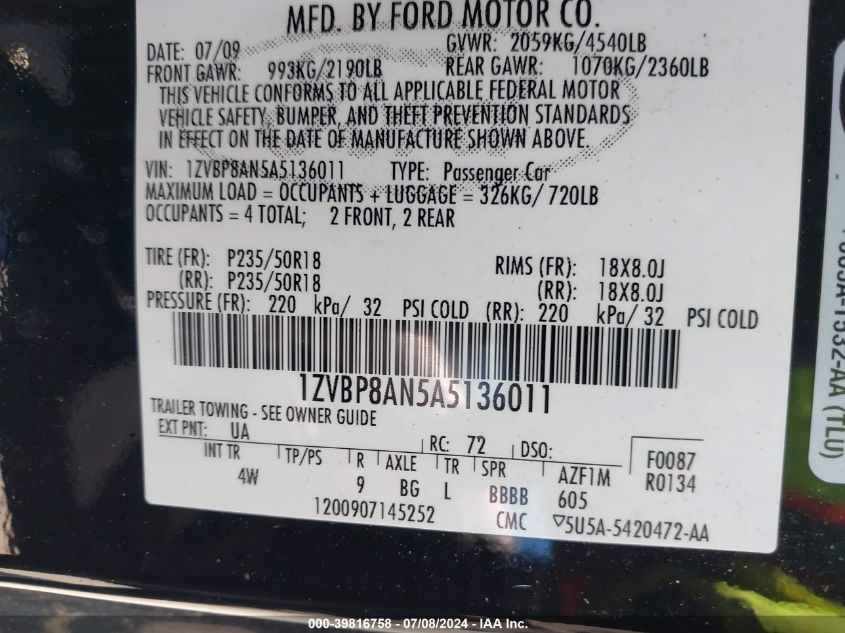 MFD. BY FORD MOTOR CO.
DATE: 07/09 GVWR: 2059KG/4540LB
FRONT GAWR: 993KG/2190LB REAR GAWR: 1070KG/2360LB
THIS VEHICLE CONFORMS TO ALL APPLICABLE FEDERAL MOTOR
VEHICLE SAFETY, BUMPER, AND THEFT PREVENTION STANDARDS
IN EFFECT ON THE DATE OF MANUFACTURE SHOWN ABOVE.
VIN: 1ZVBP8AN5A5136011 TYPE: Passenger Car
MAXIMUM LOAD = OCCUPANTS + LUGGAGE = 326KG/ 720LB
OCCUPANTS = 4 TOTAL; 2 FRONT, 2 REAR
TIRE (FR): P235/50R18 RIMS (FR): 18X8.0J
(RR): P235/50R18 (RR): 18X8.0J
PRESSURE (FR): 220 kPa/ 32 PSI COLD (RR): 220 kPa/ 32 PSI COLD
1ZVBP8AN5A5136011
TRAILER TOWING - SEE OWNER GUIDE
EXT PNT: UA RC: 72 DSO: F0087
INT TR TP/PS R AXLE TR SPR AZF1M R0134
4W 9 BG L BBBB 605
1200907145252 CMC ▽5U5A-5420472-AA
-1532-AA (TLU)
000-39816758 - 07/08/2024 - IAA Inc.